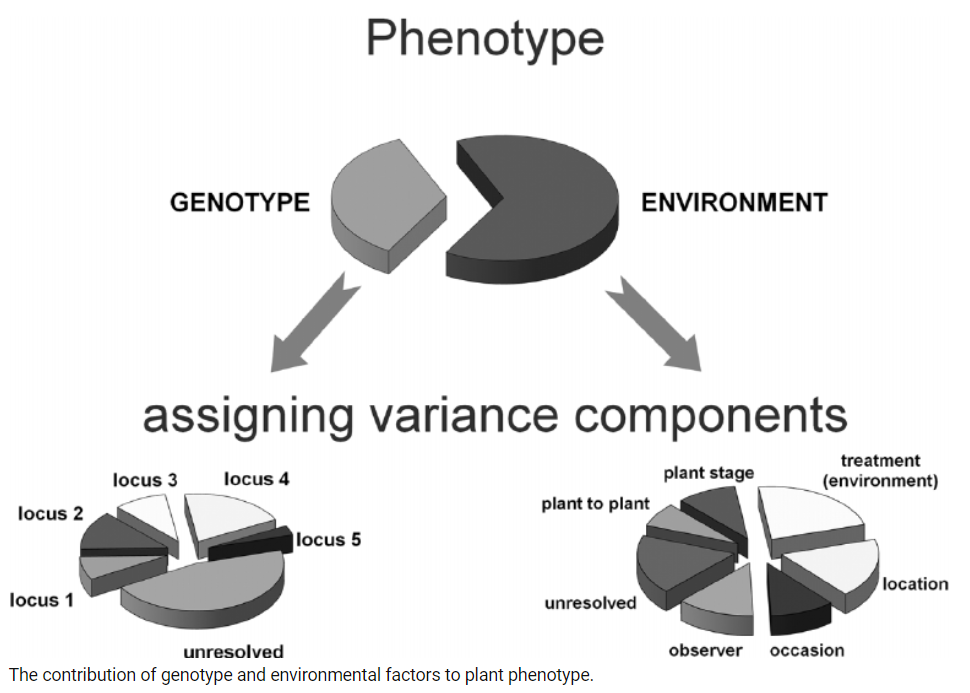 Phenotype
GENOTYPE
ENVIRONMENT
assigning variance components
locus 3
locus 4
locus 2
locus 5
locus 1
unresolved
plant stage
treatment
(environment)
plant to plant
location
unresolved
observer
occasion
The contribution of genotype and environmental factors to plant phenotype.